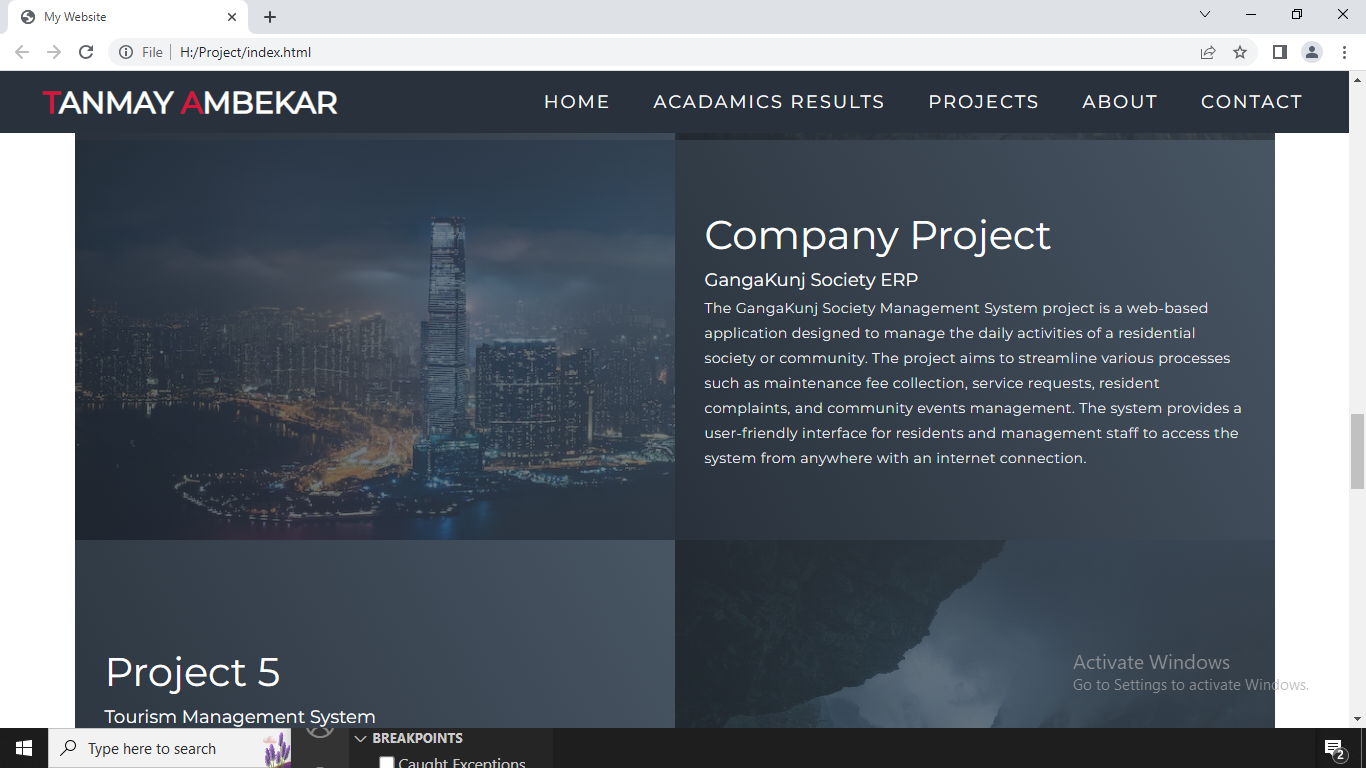 My Website
File H:/Project/index.html
TANMAY AMBEKAR
HOME ACADAMICS RESULTS PROJECTS ABOUT CONTACT
Company Project
GangaKunj Society ERP
The GangaKunj Society Management System project is a web-based
application designed to manage the daily activities of a residential
society or community. The project aims to streamline various processes
such as maintenance fee collection, service requests, resident
complaints, and community events management. The system provides a
user-friendly interface for residents and management staff to access the
system from anywhere with an internet connection.
Project 5
Tourism Management System
Activate Windows
Go to Settings to activate Windows.
Type here to search
BREAKPOINTS
Caught Exceptions
2